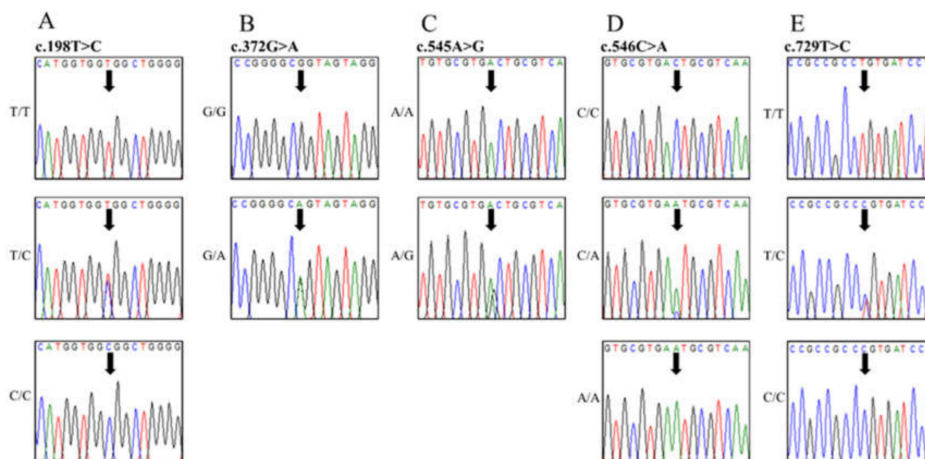 A B C D E
c.198T>C c.372G>A c.545A>G c.546C>A c.729T>C
CATGGTGGTGGCTGGGG CCGGGGCGGTAGTAGG TGTGCGTGACTGCGTCA GTGCGTGACTGCGTCAA CCGCCGCCTGTGATCC
T/T G/G A/A C/C T/T
CATGGTGGTGGCTGGGG CCGGGGCAGTAGTAGG TGTGCGTGACTGCGTCA GTGCGTGAATGCGTCAA CCGCCGCCCGTGATCC
T/C G/A A/G C/A T/C
CATGGTGGCGGCTGGGG GTGCGTGAATGCGTCAA CCGCCGCCCGTGATCC
C/C A/A C/C